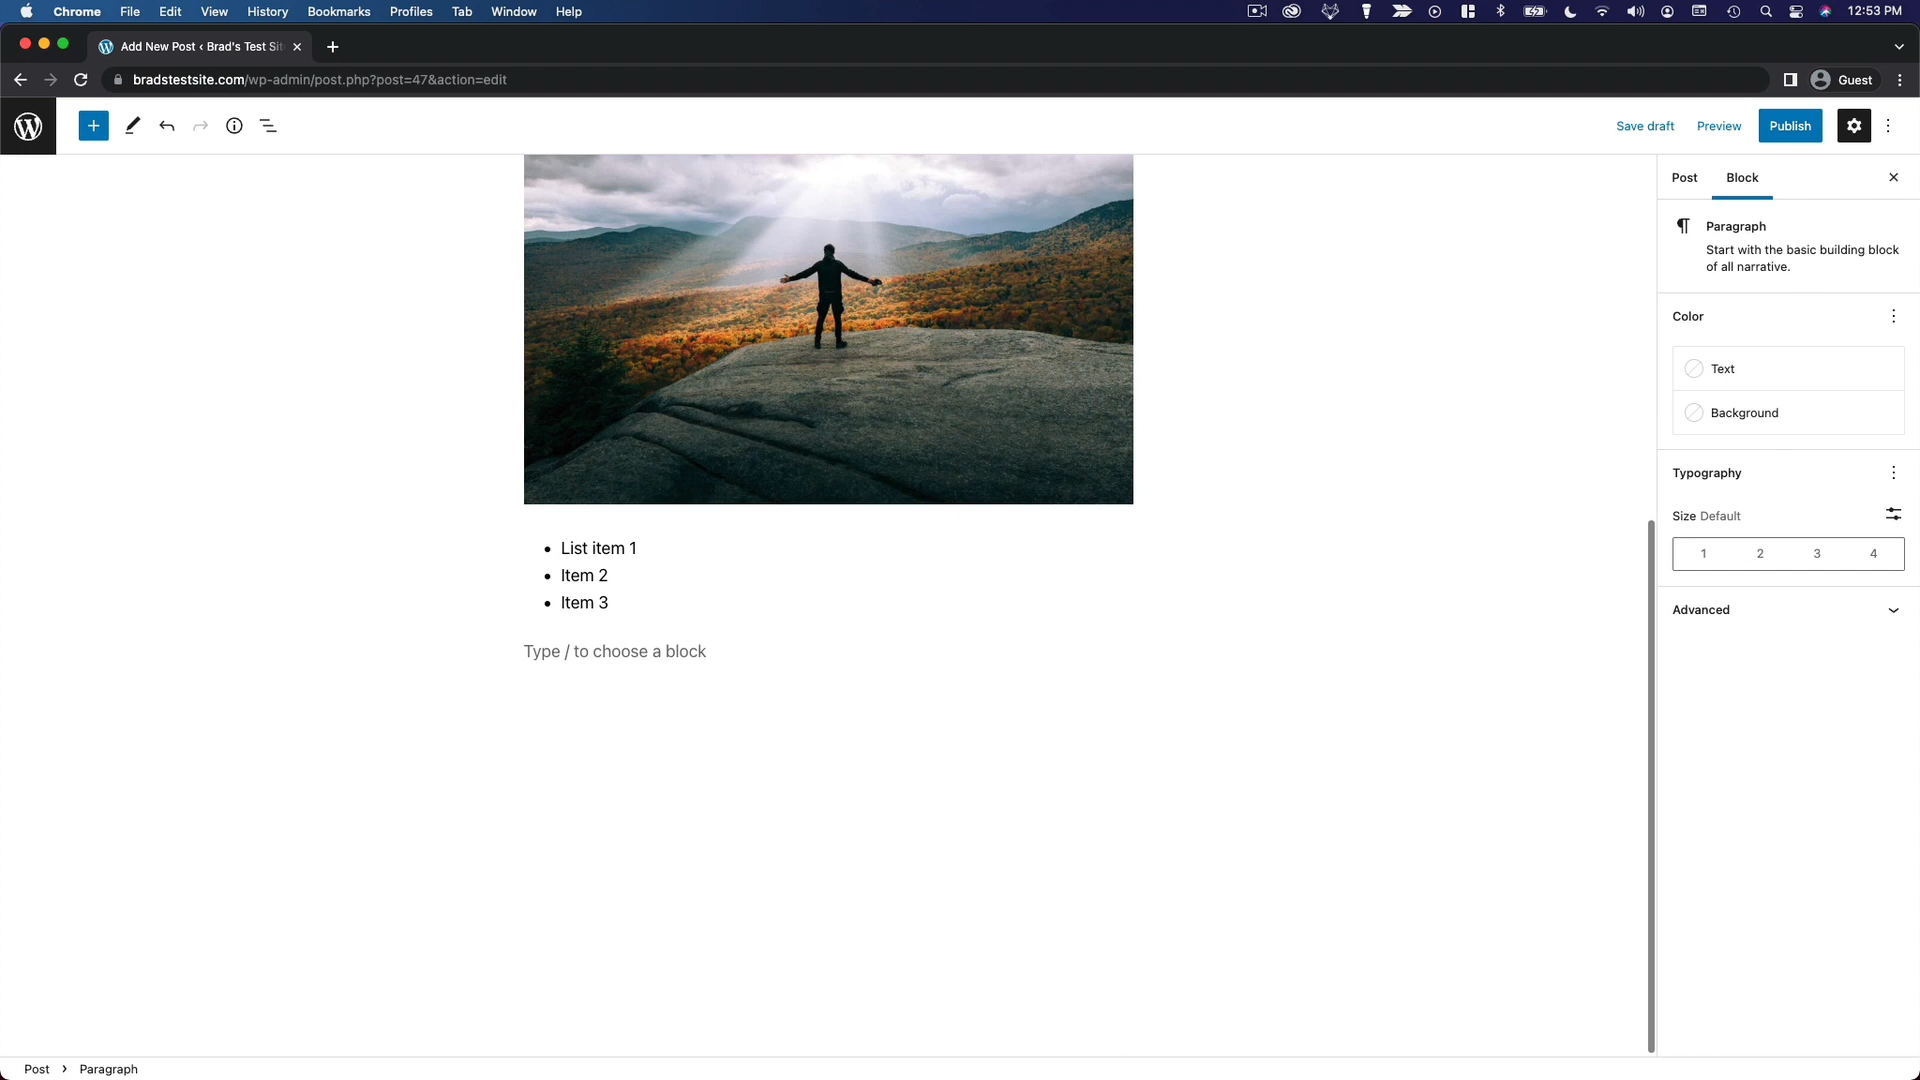 Chrome File Edit View History Bookmarks Profiles Tab Window Help 12:53 PM
Add New Post ‹ Brad's Test Sit
bradstestsite.com/wp-admin/post.php?post=47&action=edit Guest
Save draft Preview Publish
Post Block
Paragraph
Start with the basic building block
of all narrative.
Color
Text
Background
Typography
Size Default
1 2 3 4
Advanced
• List item 1
• Item 2
• Item 3
Type / to choose a block
Post › Paragraph